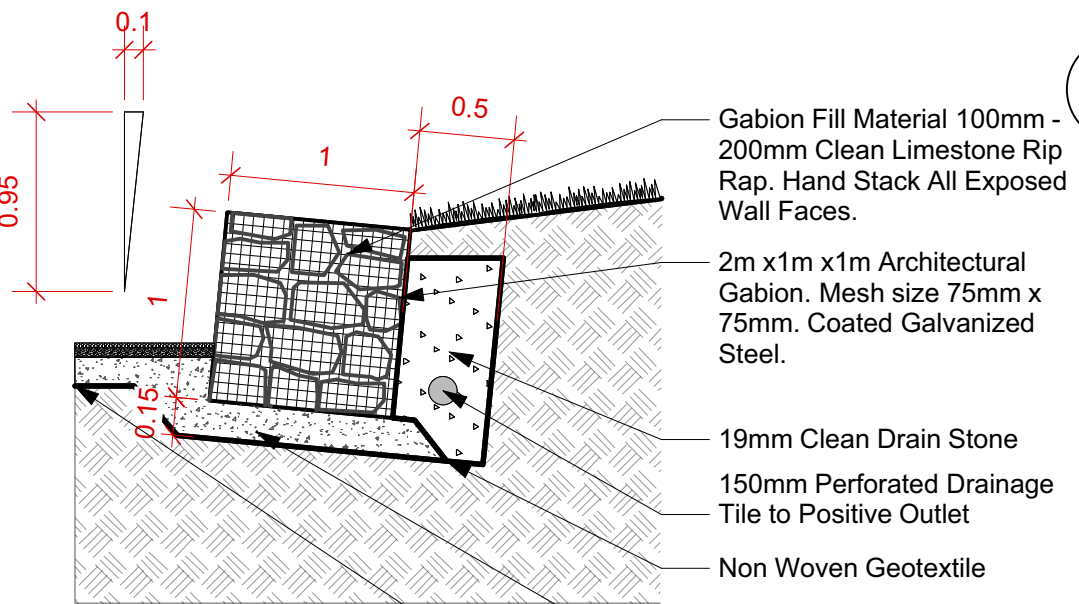 0.1
0.5
1
0.95
1
0.15
Gabion Fill Material 100mm -
200mm Clean Limestone Rip
Rap. Hand Stack All Exposed
Wall Faces.
2m x1m x1m Architectural
Gabion. Mesh size 75mm x
75mm. Coated Galvanized
Steel.
19mm Clean Drain Stone
150mm Perforated Drainage
Tile to Positive Outlet
Non Woven Geotextile